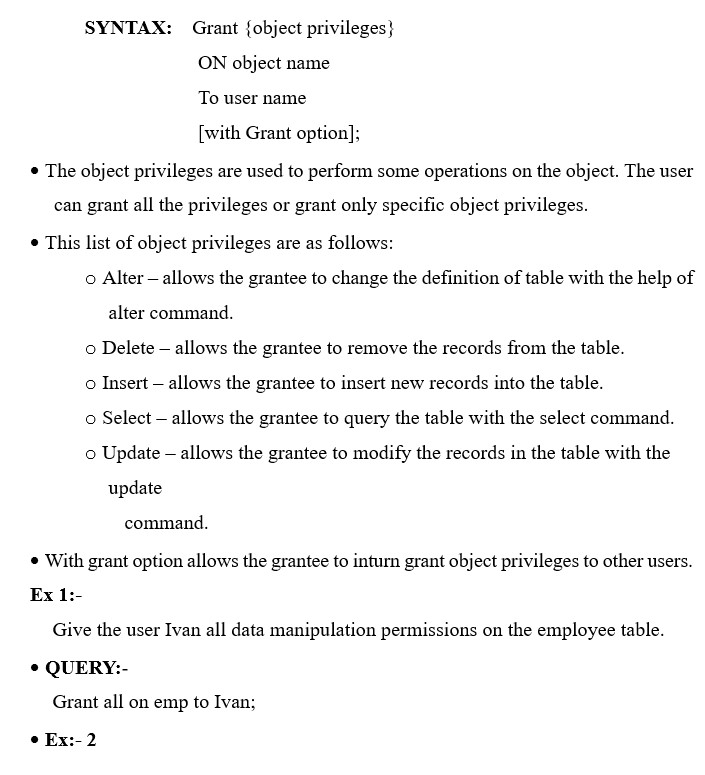 SYNTAX: Grant {object privileges}
ON object name
To user name
[with Grant option];
• The object privileges are used to perform some operations on the object. The user
can grant all the privileges or grant only specific object privileges.
• This list of object privileges are as follows:
o Alter – allows the grantee to change the definition of table with the help of
alter command.
o Delete – allows the grantee to remove the records from the table.
o Insert – allows the grantee to insert new records into the table.
o Select – allows the grantee to query the table with the select command.
o Update – allows the grantee to modify the records in the table with the
update
command.
• With grant option allows the grantee to inturn grant object privileges to other users.
Ex 1:-
Give the user Ivan all data manipulation permissions on the employee table.
• QUERY:-
Grant all on emp to Ivan;
• Ex:- 2